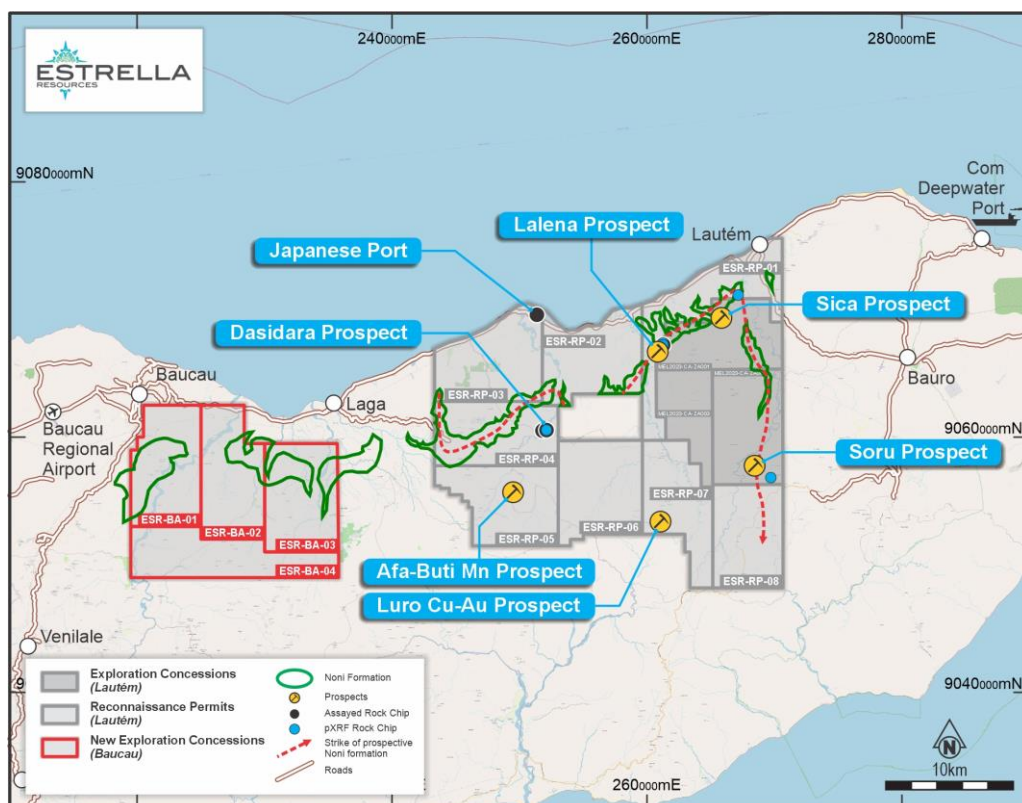 240000mE
260000mE
280000mE
ESTRELLA
RESOURCES
9080000mN
Com
Deepwater
Port
Lalena Prospect
Lautém
Japanese Port
ESR-RP-01
Sica Prospect
Dasidara Prospect
ESR-RP-02
Baucau
Bauro
Laga
ESR-RP-03
Baucau
Regional
Airport
9060000mN
ESR-RP-04
Soru Prospect
ESR-RP-07
ESR-BA-01
ESR-BA-02
ESR-RP-06
ESR-RP-05
ESR-BA-03
Afa-Buti Mn Prospect
ESR-BA-04
ESR-RP-08
Luro Cu-Au Prospect
Venilale
Exploration Concessions
(Lautém)
Reconnaissance Permits
(Lautém)
New Exploration Concessions
(Baucau)
Noni Formation
Prospects
Assayed Rock Chip
pXRF Rock Chip
Strike of prospective
Noni formation
Roads
9040000mN
N
10km
260000mE